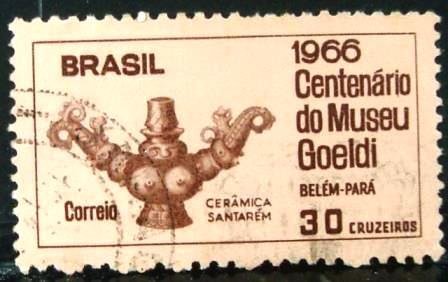 BRASIL
1966
Centenário
do Museu
Goeldi
BELÉM-PARÁ
30 CRUZEIROS
Correio
CERÂMICA
SANTARÉM